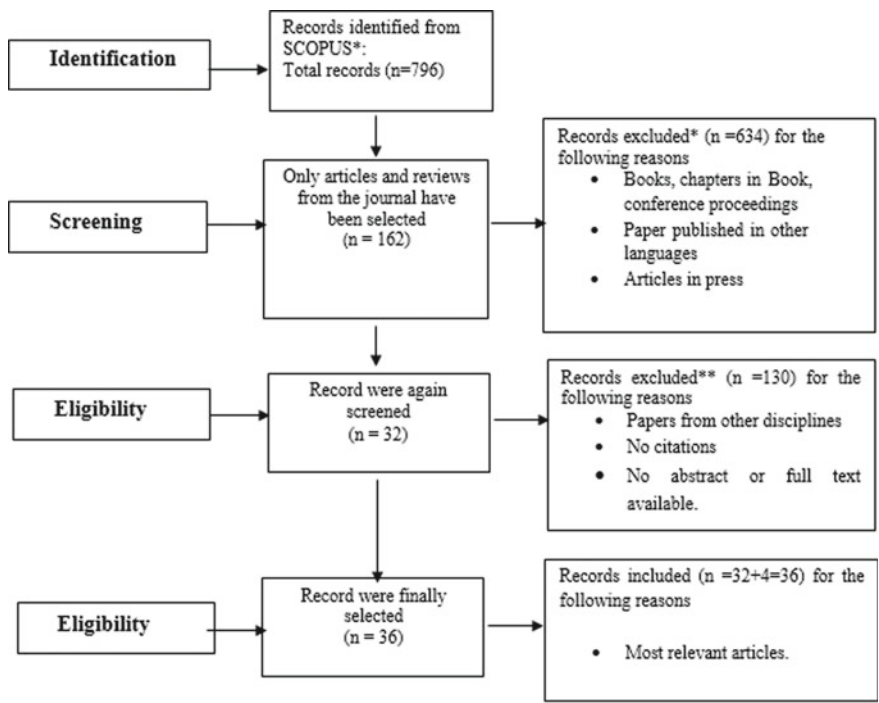 Identification
Records identified from
SCOPUS*:
Total records (n=796)
Screening
Only articles and reviews
from the journal have
been selected
(n = 162)
Records excluded* (n =634) for the
following reasons
• Books, chapters in Book,
conference proceedings
• Paper published in other
languages
• Articles in press
Eligibility
Record were again
screened
(n = 32)
Records excluded** (n =130) for the
following reasons
• Papers from other disciplines
• No citations
• No abstract or full text
available.
Eligibility
Record were finally
selected
(n = 36)
Records included (n =32+4=36) for the
following reasons
• Most relevant articles.